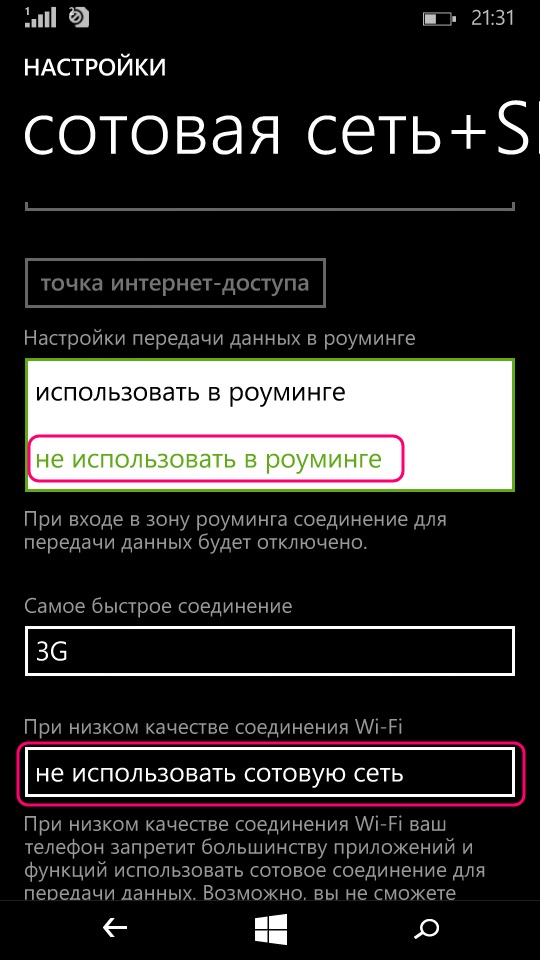 1
21:31
НАСТРОЙКИ
сотовая сеть+S
точка интернет-доступа
Настройки передачи данных в роуминге
использовать в роуминге
не использовать в роуминге
При входе в зону роуминга соединение для
передачи данных будет отключено.
Самое быстрое соединение
3G
При низком качестве соединения Wi-Fi
не использовать сотовую сеть
При низком качестве соединения Wi-Fi ваш
телефон запретит большинству приложений и
функций использовать сотовое соединение для
передачи данных. Возможно, вы не сможете